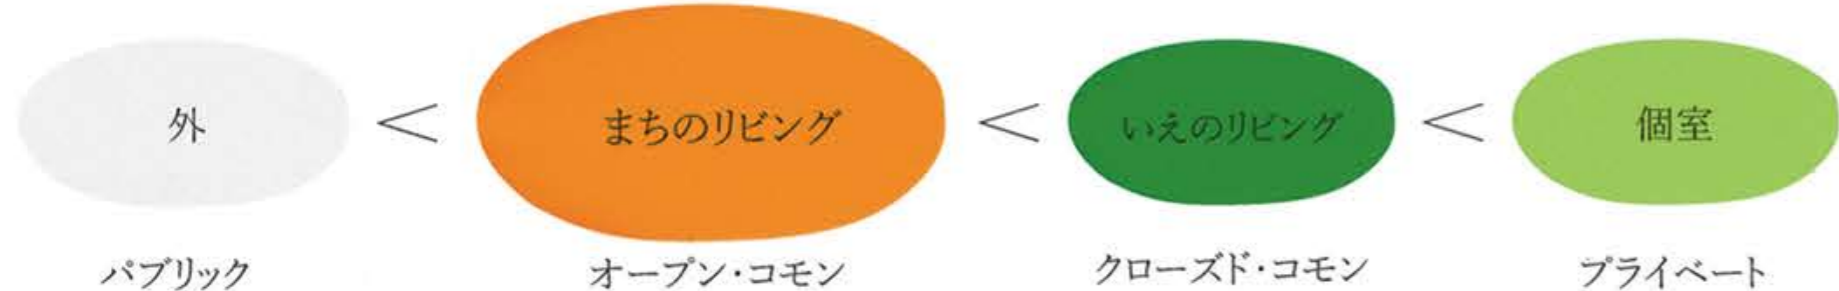 外 < まちのリビング < いえのリビング < 個室
パブリック オープン・コモン クローズド・コモン プライベート